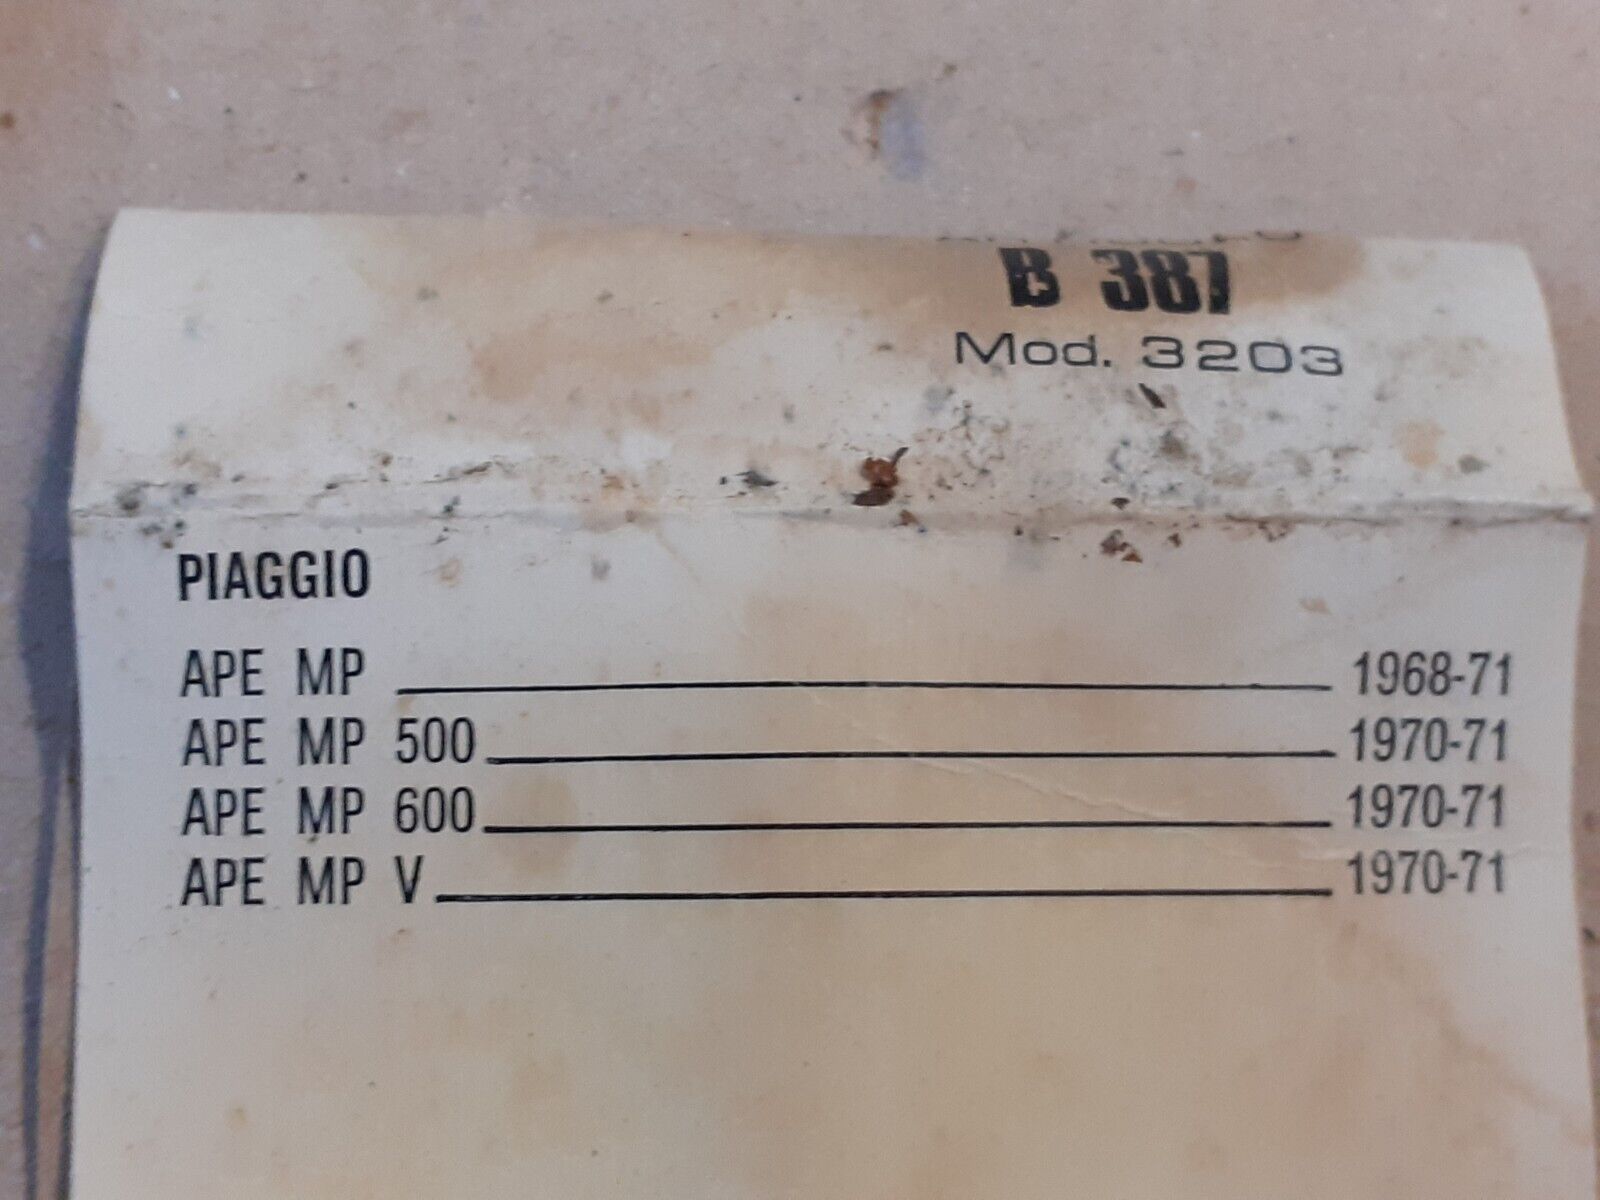 B 387
Mod. 3203
PIAGGIO
APE MP 1968-71
APE MP 500 1970-71
APE MP 600 1970-71
APE MP V 1970-71